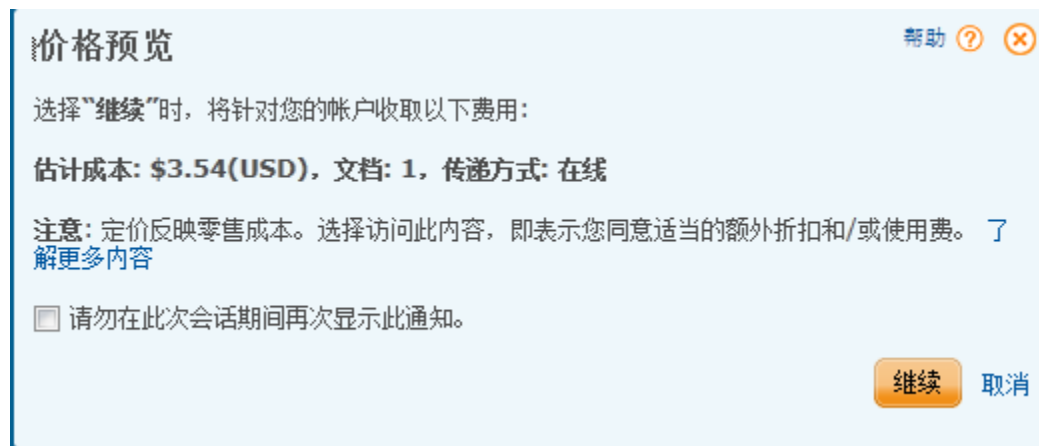 价格预览
帮助 ?
选择“继续”时，将针对您的帐户收取以下费用：
估计成本: $3.54(USD)，文档: 1，传递方式: 在线
注意: 定价反映零售成本。选择访问此内容，即表示您同意适当的额外折扣和/或使用费。 了
解更多内容
请勿在此次会话期间再次显示此通知。
继续 取消